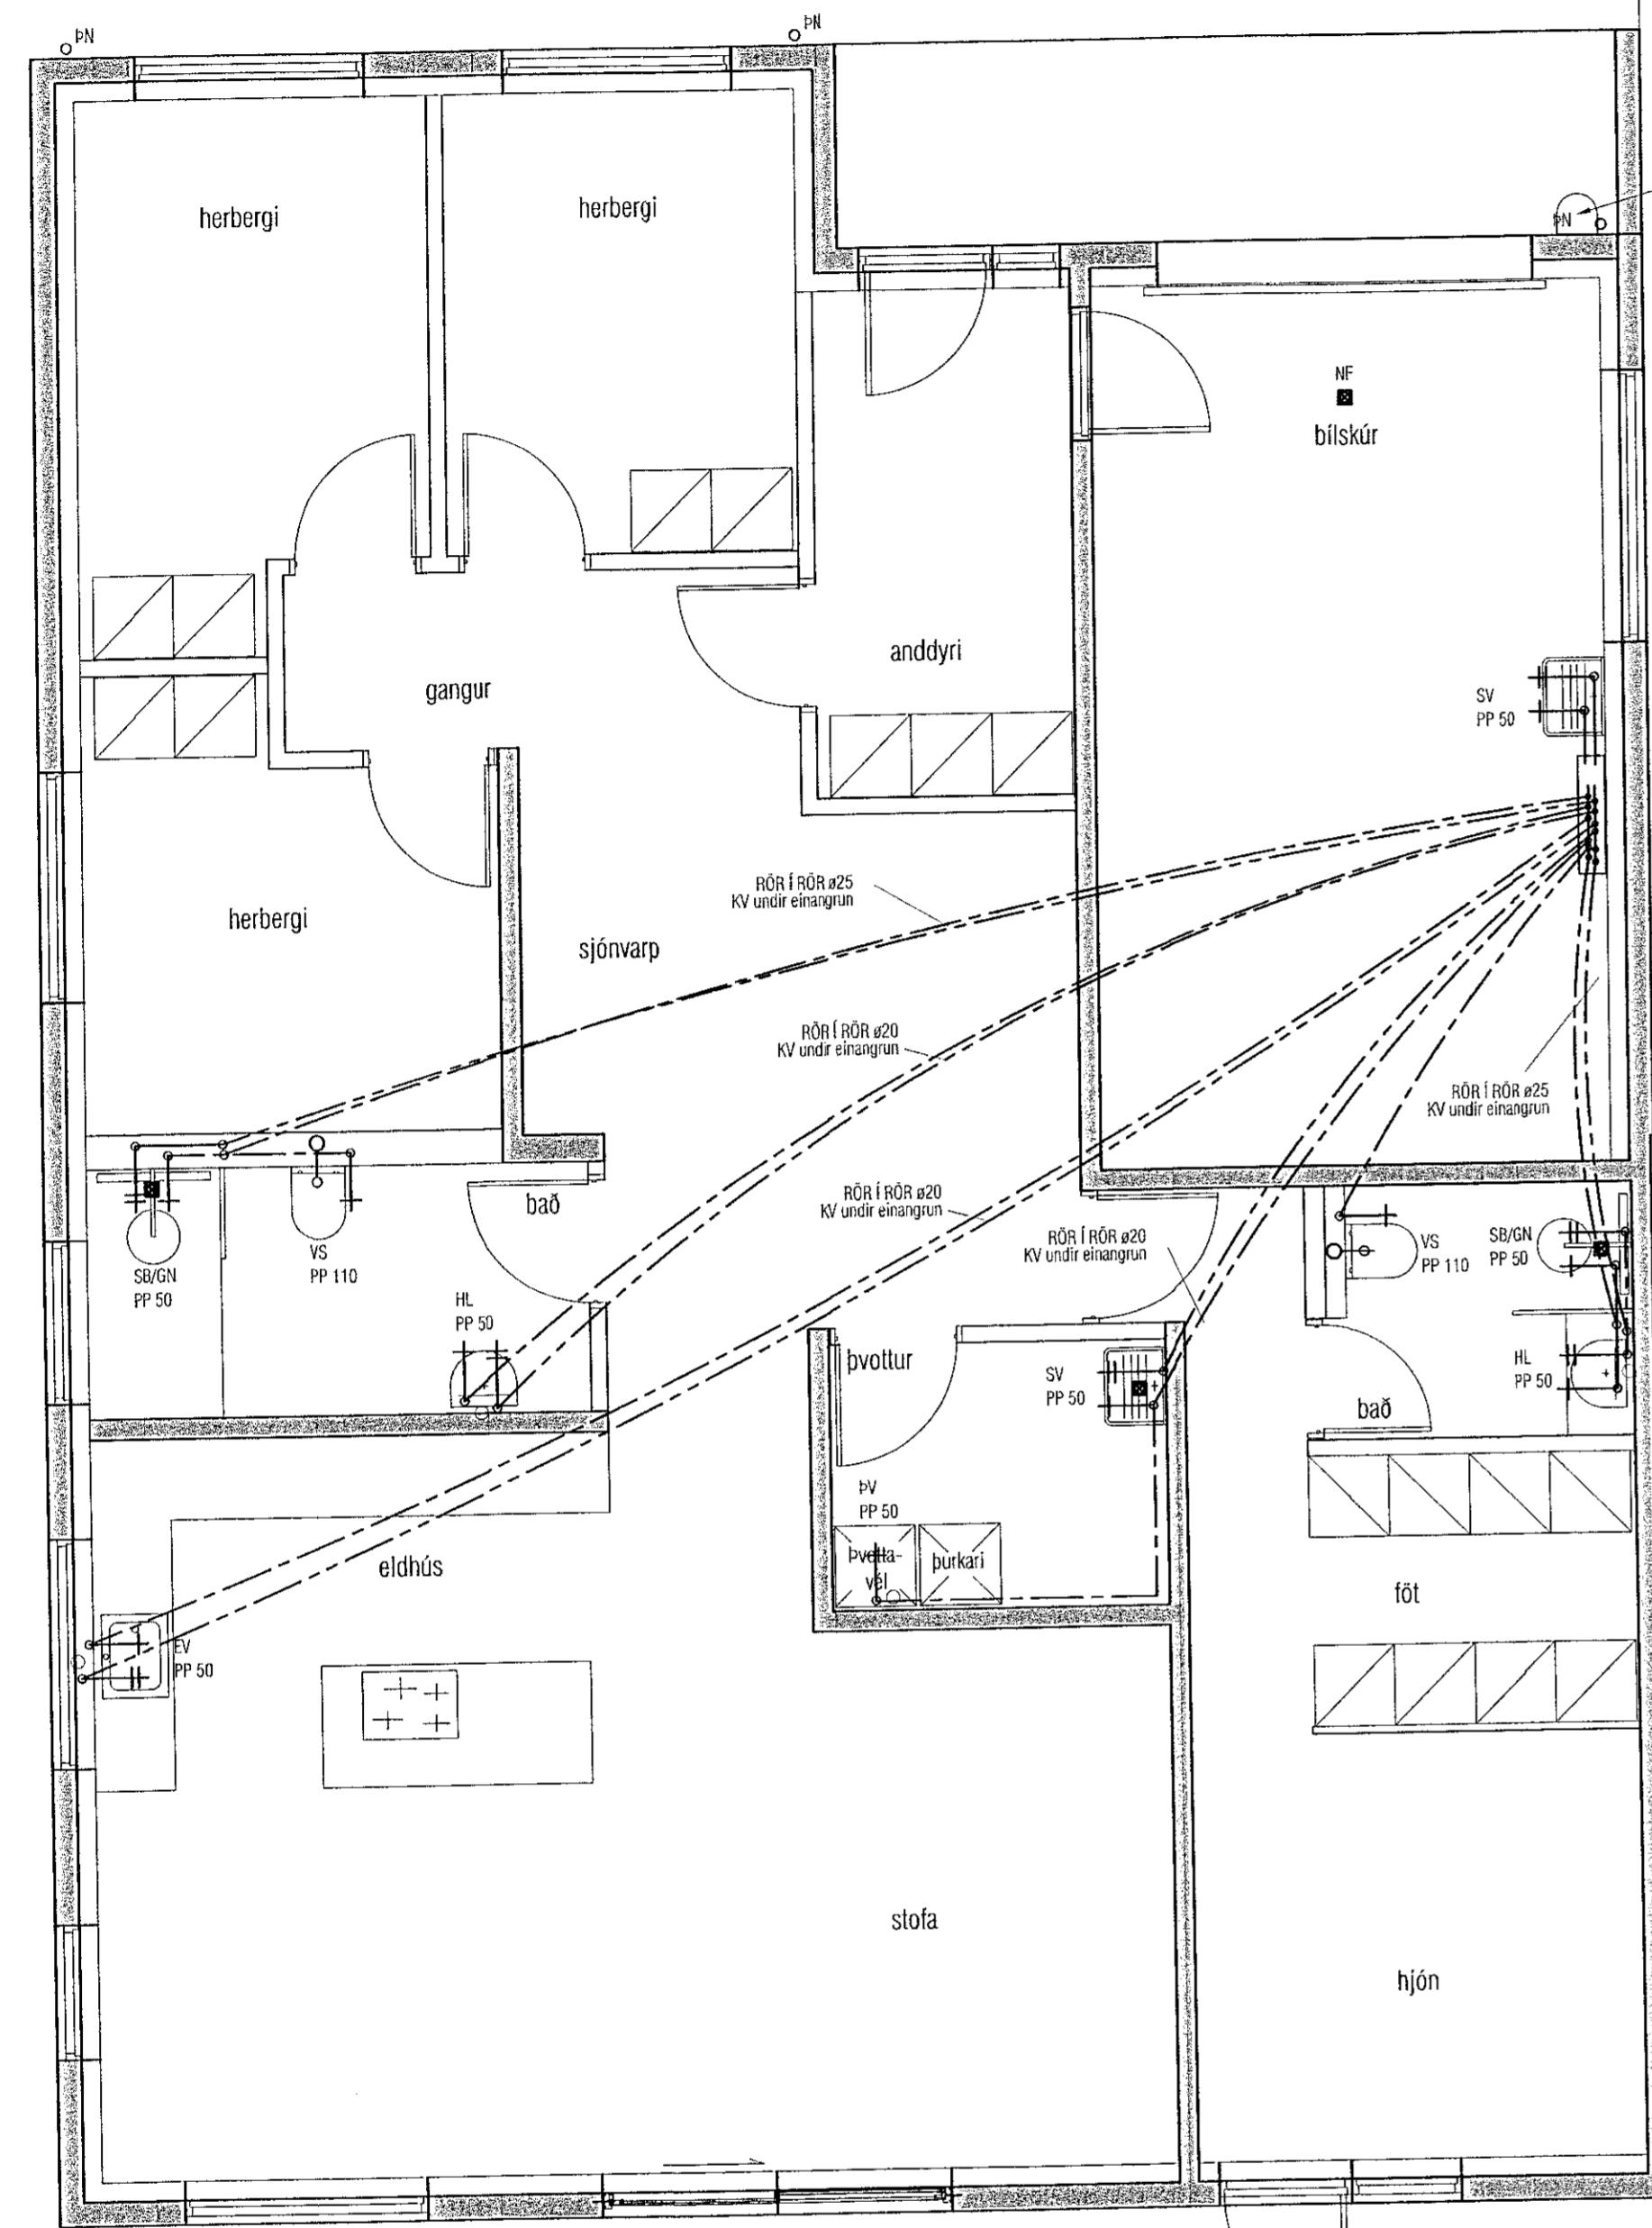 ÞN
ÞN
ÞN
herbergi
herbergi
NF
bílskúr
anddyri
gangur
SV
PP 50
RÖR Í RÖR ø25
KV undir einangrun
herbergi
sjónvarp
RÖR Í RÖR ø20
KV undir einangrun
RÖR Í RÖR ø25
KV undir einangrun
RÖR Í RÖR ø20
KV undir einangrun
bað
RÖR Í RÖR ø20
KV undir einangrun
VS
PP 110
SB/GN
PP 50
VS
PP 110
SB/GN
PP 50
HL
PP 50
þvottur
SV
PP 50
HL
PP 50
bað
ÞV
PP 50
eldhús
Þvotta-
vél
þurkari
föt
EV
PP 50
stofa
hjón